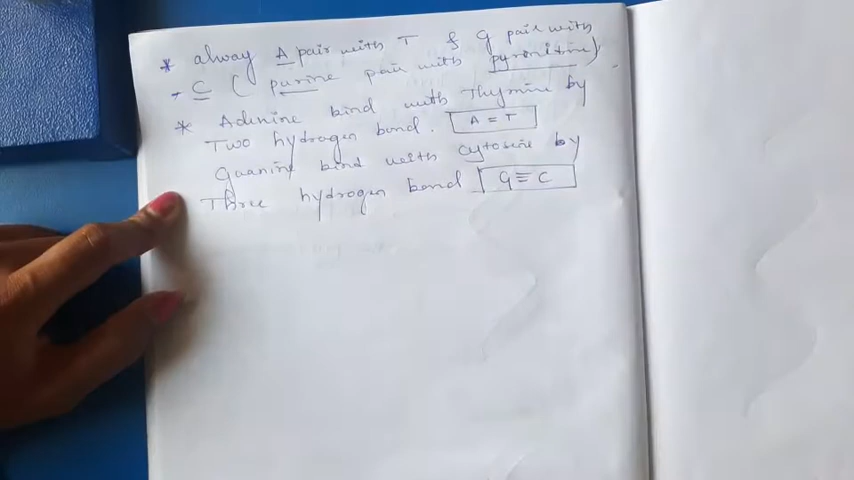 * alway A pair with T & G pair with
→ C ( purine pair with pyrimidine)
* Adenine bind with Thymine by
Two hydrogen bond. A = T
Guanine bind with cytosine by
Three hydrogen bond G ≡ C